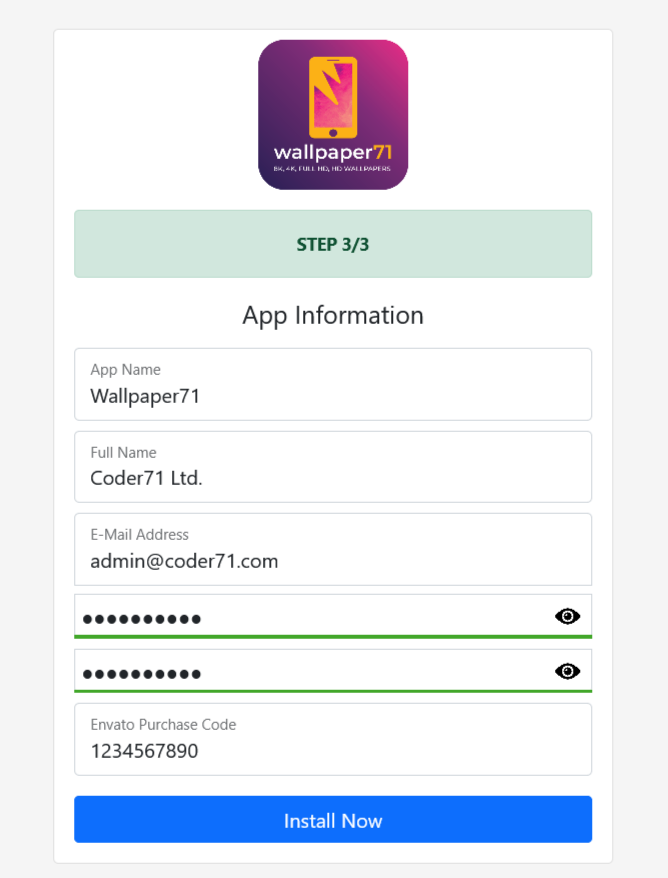 wallpaper71
8K, 4K, FULL HD, HD WALLPAPERS
STEP 3/3
App Information
App Name
Wallpaper71
Full Name
Coder71 Ltd.
E-Mail Address
admin@coder71.com
●●●●●●●●●●
●●●●●●●●●●
Envato Purchase Code
1234567890
Install Now